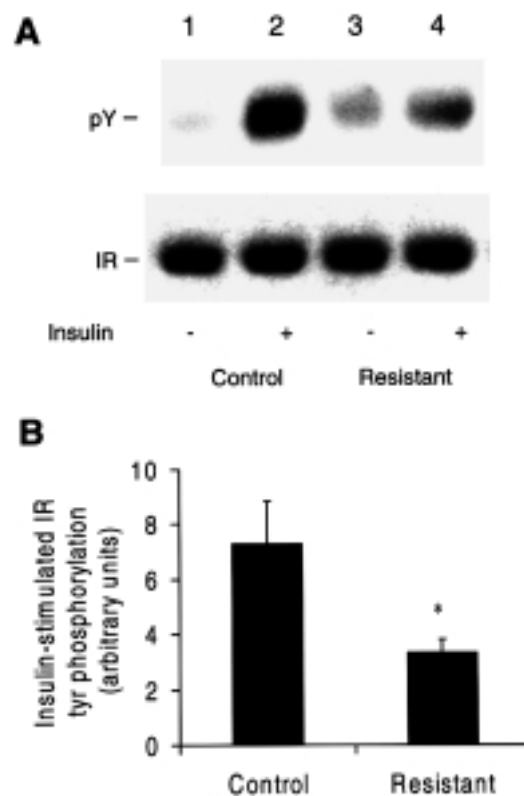 A
1 2 3 4
pY –
IR –
Insulin - + - +
Control Resistant
B
Insulin-stimulated IR
tyr phosphorylation
(arbitrary units)
10
8
6
4
2
0
*
Control Resistant